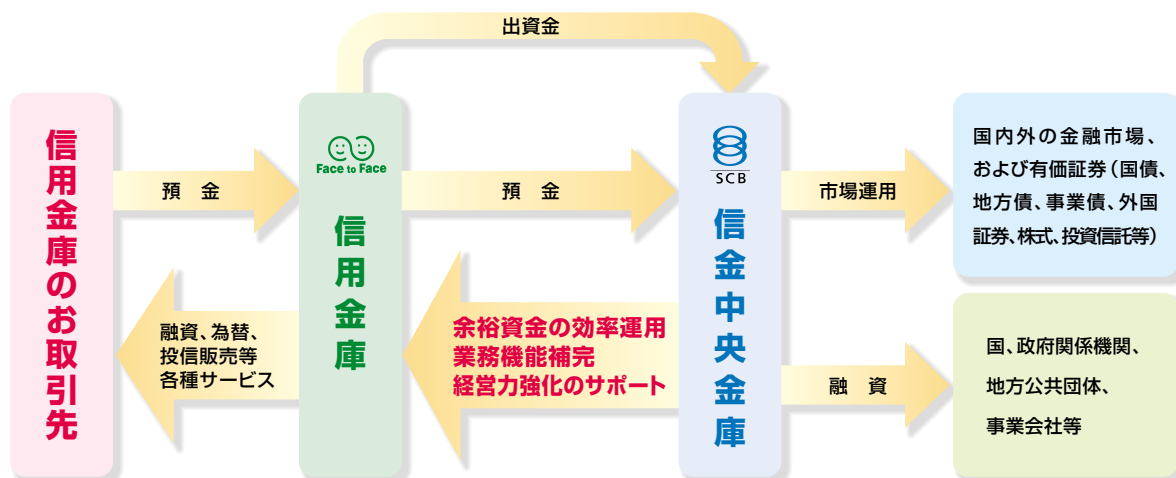 出資金
信用金庫のお取引先
預 金
融資、為替、
投信販売等
各種サービス
Face to Face
信用金庫
預 金
余裕資金の効率運用
業務機能補完
経営力強化のサポート
SCB
信金中央金庫
市場運用
融 資
国内外の金融市場、
および有価証券（国債、
地方債、事業債、外国
証券、株式、投資信託等）
国、政府関係機関、
地方公共団体、
事業会社等